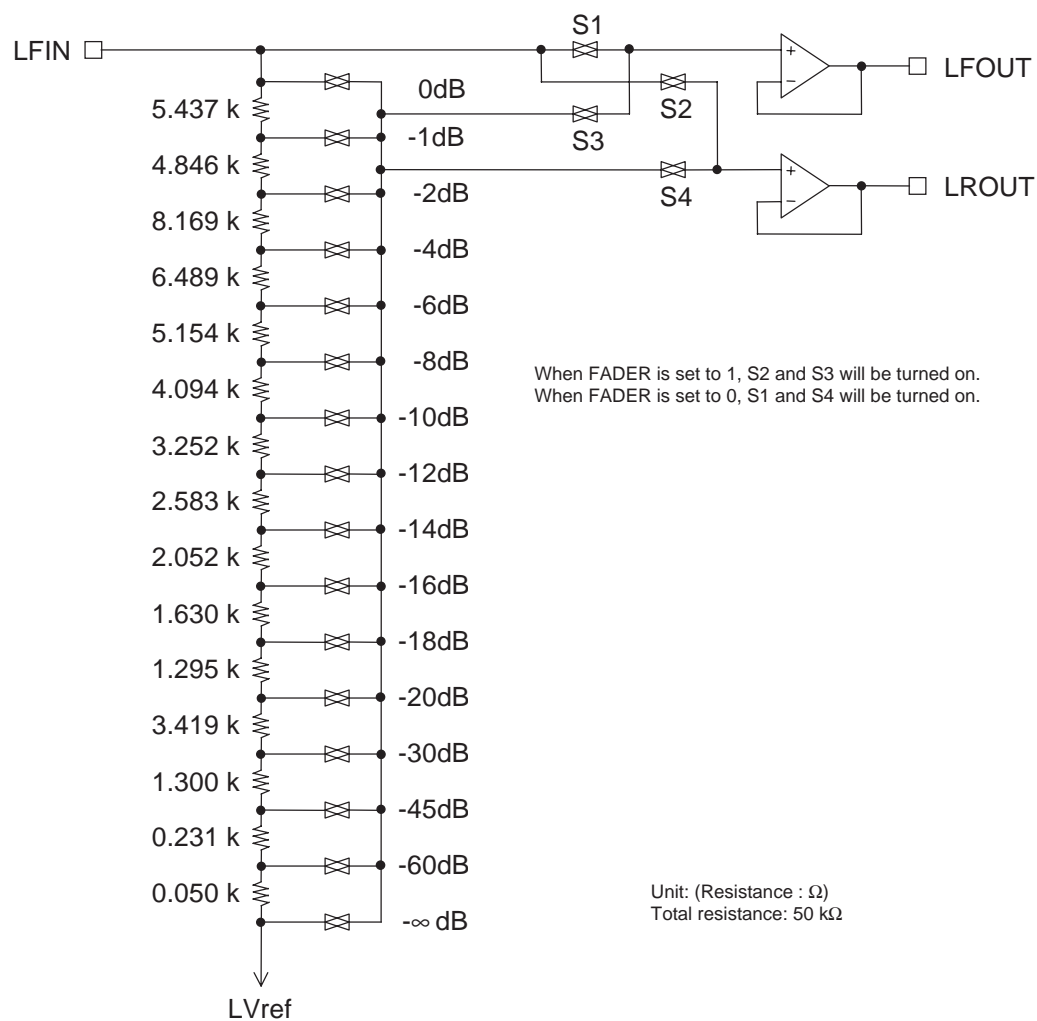 S1
LFIN
LFOUT
0dB
S2
5.437 k
-1dB
S3
4.846 k
-2dB
S4
LROUT
8.169 k
-4dB
6.489 k
-6dB
5.154 k
-8dB
When FADER is set to 1, S2 and S3 will be turned on.
When FADER is set to 0, S1 and S4 will be turned on.
4.094 k
-10dB
3.252 k
-12dB
2.583 k
-14dB
2.052 k
-16dB
1.630 k
-18dB
1.295 k
-20dB
3.419 k
-30dB
1.300 k
-45dB
0.231 k
-60dB
0.050 k
Unit: (Resistance : Ω)
Total resistance: 50 kΩ
-∞ dB
LVref
+
−
+
−